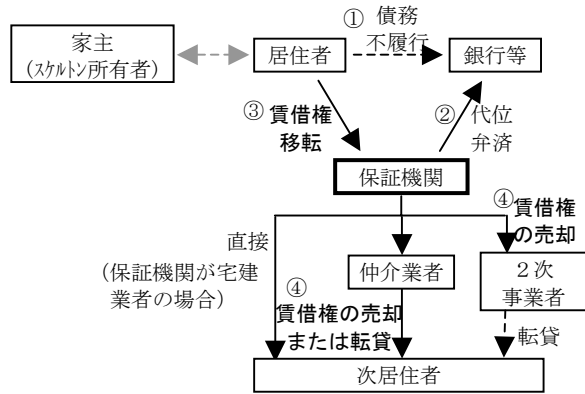 家主
(スケルトン所有者)
居住者
① 債務
不履行
銀行等
③ 賃借権
移転
② 代位
弁済
保証機関
直接
(保証機関が宅建
業者の場合)
仲介業者
④ 賃借権
の売却
2次
事業者
④
賃借権の売却
または転貸
転貸
次居住者